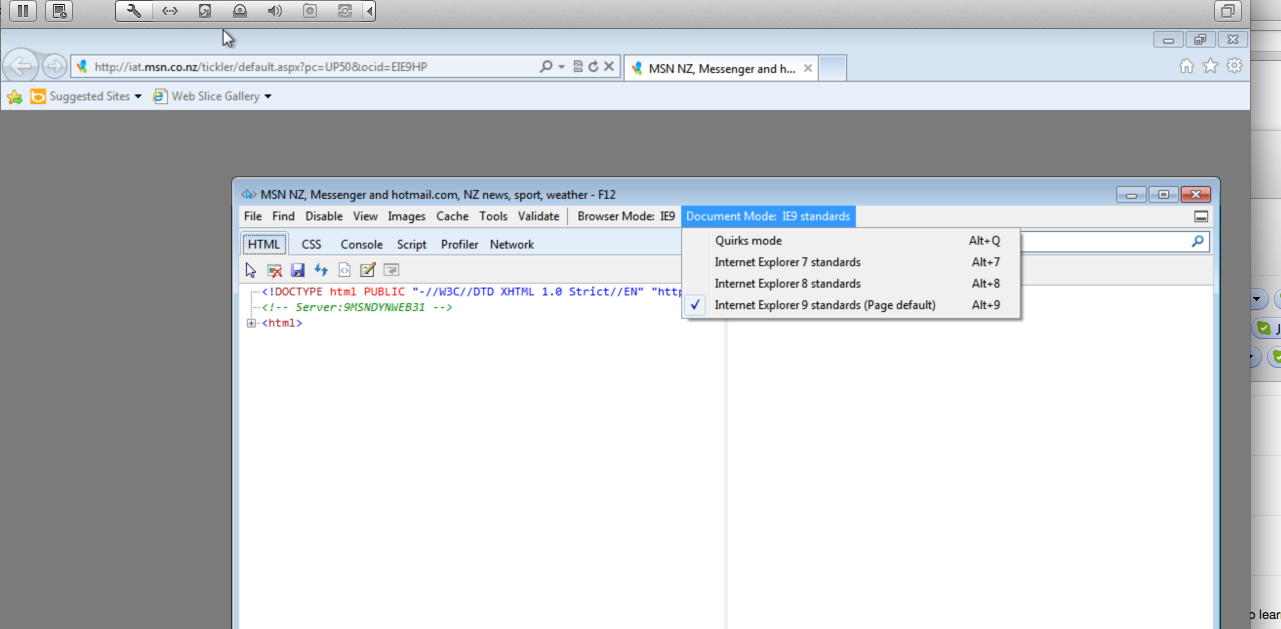 http://iat.msn.co.nz/tickler/default.aspx?pc=UP50&ocid=EIE9HP
MSN NZ, Messenger and h...
Suggested Sites
Web Slice Gallery
MSN NZ, Messenger and hotmail.com, NZ news, sport, weather - F12
File Find Disable View Images Cache Tools Validate Browser Mode: IE9 Document Mode: IE9 standards
HTML CSS Console Script Profiler Network
Quirks mode Alt+Q
Internet Explorer 7 standards Alt+7
Internet Explorer 8 standards Alt+8
Internet Explorer 9 standards (Page default) Alt+9
<!DOCTYPE html PUBLIC "-//W3C//DTD XHTML 1.0 Strict//EN" "http
<!-- Server:9MSNDYNWEB31 -->
<html>
J
o lear